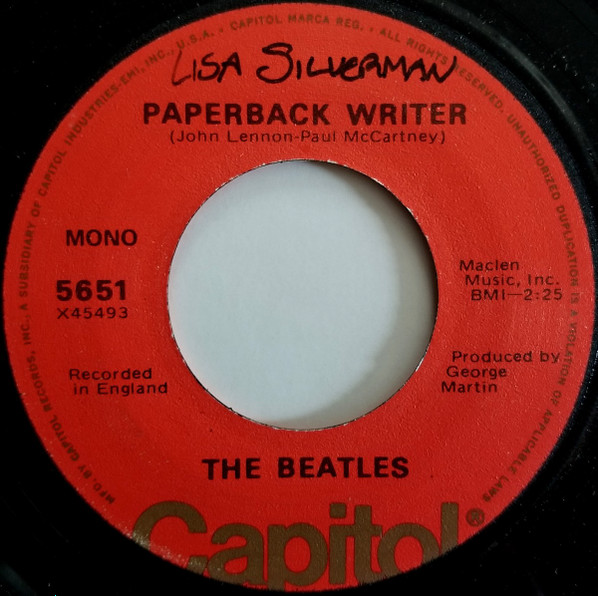 MFG. BY CAPITOL RECORDS, INC., A SUBSIDIARY OF CAPITOL INDUSTRIES-EMI, INC., U.S.A. • CAPITOL MARCA REG. • ALL RIGHTS RESERVED. UNAUTHORIZED DUPLICATION IS A VIOLATION OF APPLICABLE LAWS
LISA SILVERMAN
PAPERBACK WRITER
(John Lennon-Paul McCartney)
MONO
5651
X45493
Recorded
in England
Maclen
Music, Inc.
BMI—2:25
Produced by
George
Martin
THE BEATLES
Capitol®